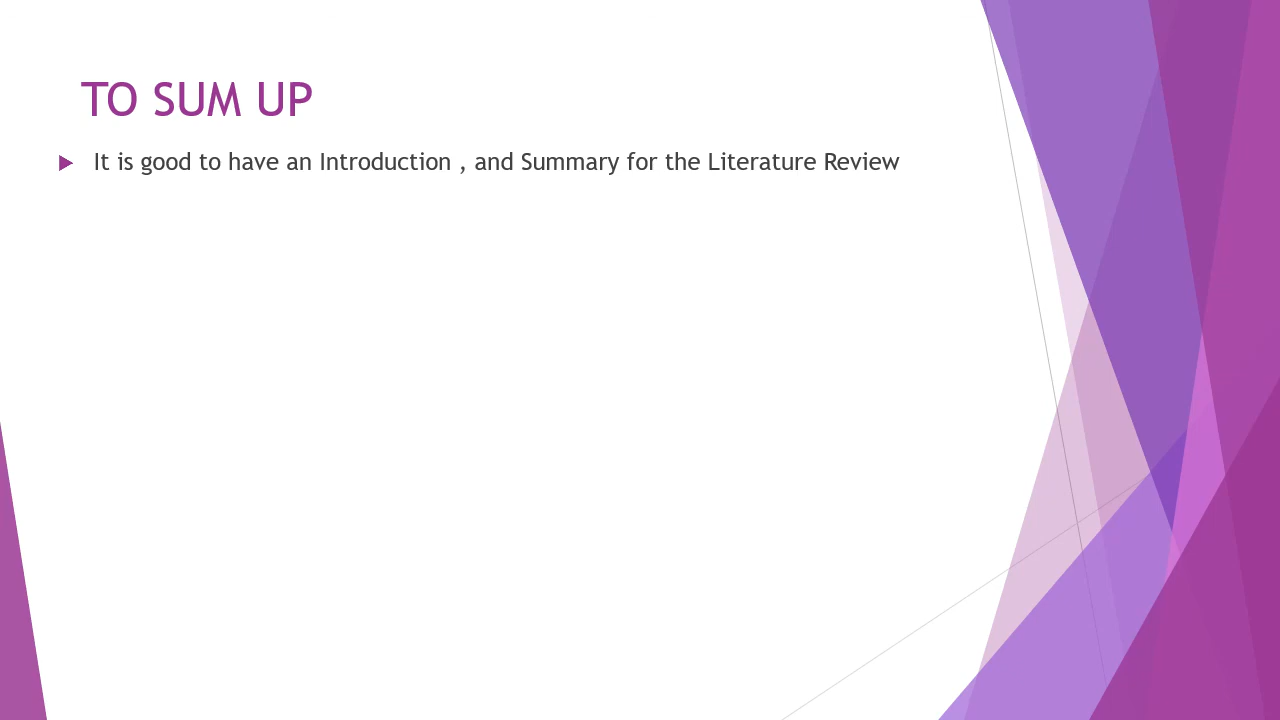 TO SUM UP
It is good to have an Introduction , and Summary for the Literature Review